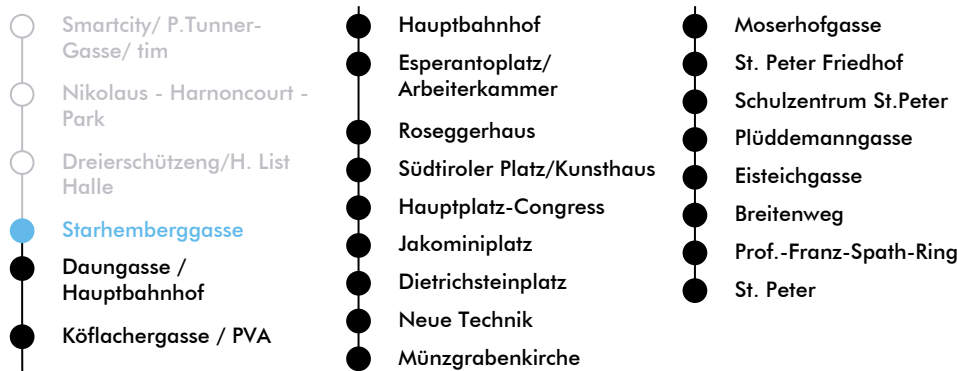 Smartcity/ P.Tunner-
Gasse/ tim
Nikolaus - Harnoncourt -
Park
Dreierschützeng/H. List
Halle
Starhemberggasse
Daungasse /
Hauptbahnhof
Köflachergasse / PVA
Hauptbahnhof
Esperantoplatz/
Arbeiterkammer
Roseggerhaus
Südtiroler Platz/Kunsthaus
Hauptplatz-Congress
Jakominiplatz
Dietrichsteinplatz
Neue Technik
Münzgrabenkirche
Moserhofgasse
St. Peter Friedhof
Schulzentrum St.Peter
Plüddemanngasse
Eisteichgasse
Breitenweg
Prof.-Franz-Spath-Ring
St. Peter